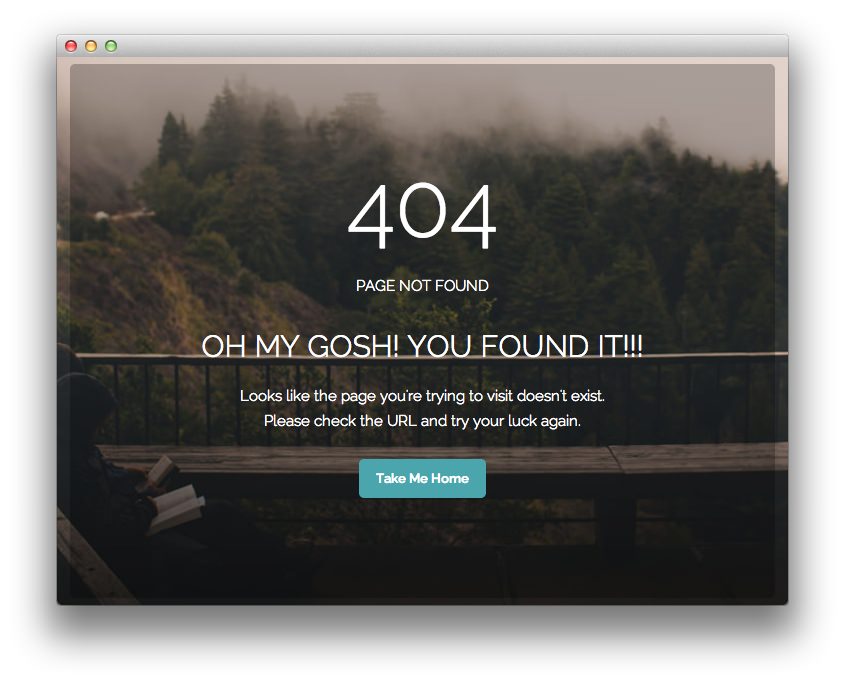 404
PAGE NOT FOUND
OH MY GOSH! YOU FOUND IT!!!
Looks like the page you're trying to visit doesn't exist.
Please check the URL and try your luck again.
Take Me Home